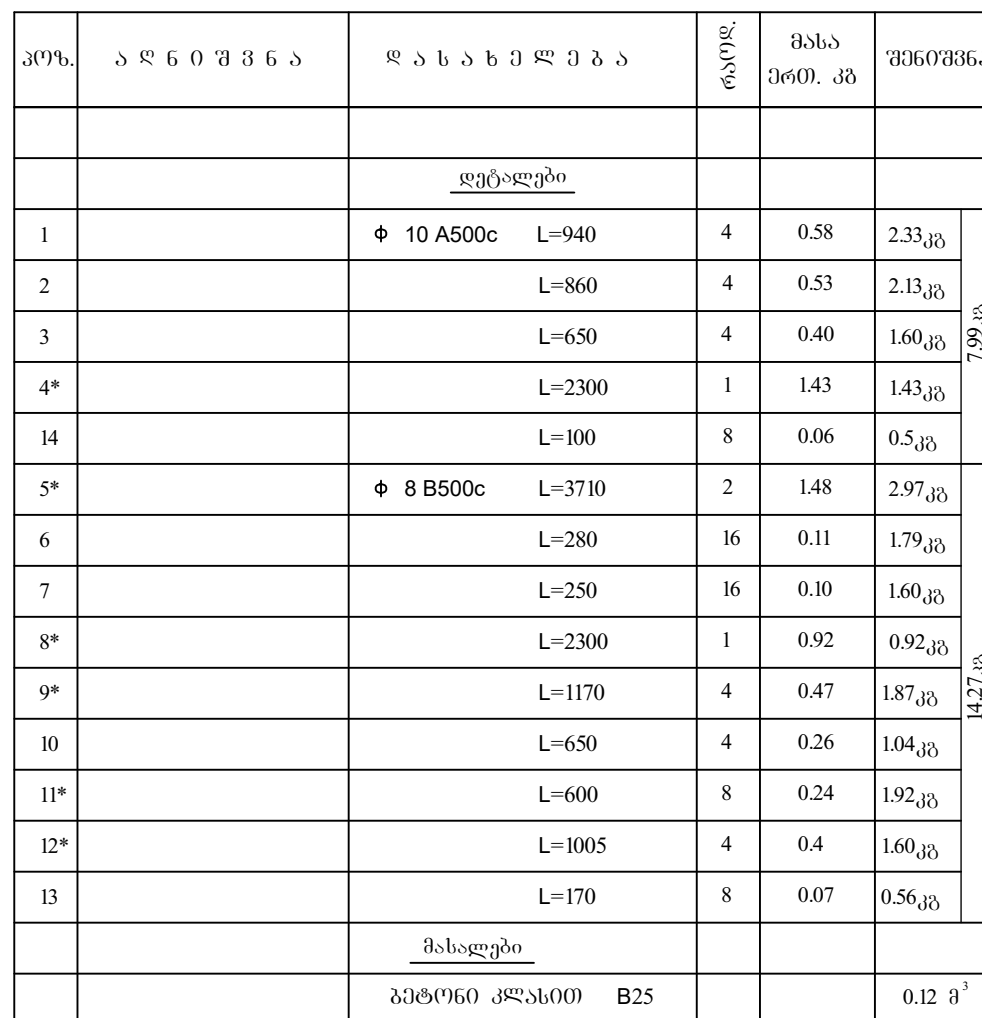 პოზ. აღნიშვნა დასახელება რაოდ. მასა ერთ. კგ შენიშვნა
დეტალები
1 ф 10 A500c L=940 4 0.58 2.33კგ
2 L=860 4 0.53 2.13კგ
3 L=650 4 0.40 1.60კგ
7.99კგ
4* L=2300 1 1.43 1.43კგ
14 L=100 8 0.06 0.5კგ
5* ф 8 B500c L=3710 2 1.48 2.97კგ
6 L=280 16 0.11 1.79კგ
7 L=250 16 0.10 1.60კგ
8* L=2300 1 0.92 0.92კგ
14.27კგ
9* L=1170 4 0.47 1.87კგ
10 L=650 4 0.26 1.04კგ
11* L=600 8 0.24 1.92კგ
12* L=1005 4 0.4 1.60კგ
13 L=170 8 0.07 0.56კგ
მასალები
ბეტონი კლასით B25 0.12 მ³